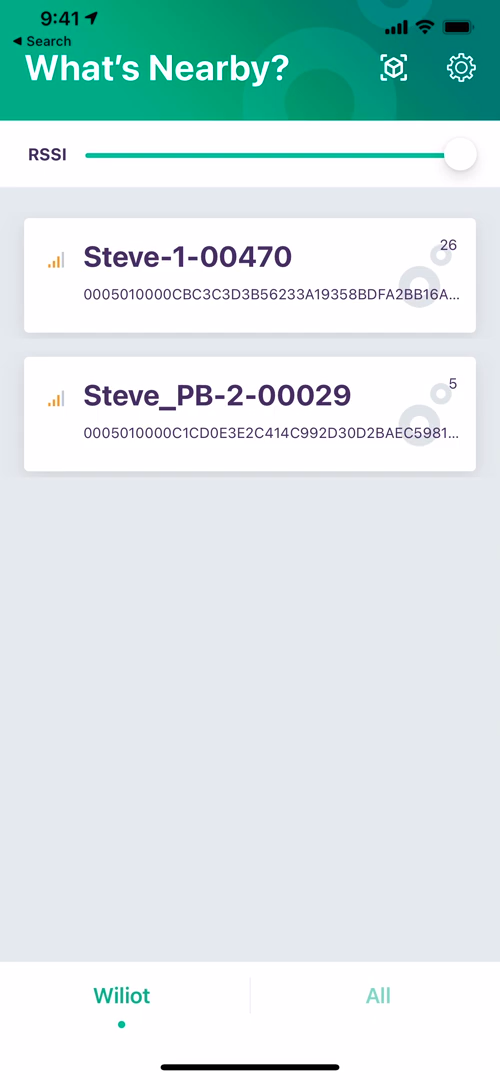 9:41
Search
What's Nearby?
RSSI
Steve-1-00470
26
0005010000CBC3C3D3B56233A19358BDFA2BB16A...
Steve_PB-2-00029
5
0005010000C1CD0E3E2C414C992D30D2BAEC5981...
Wiliot
All